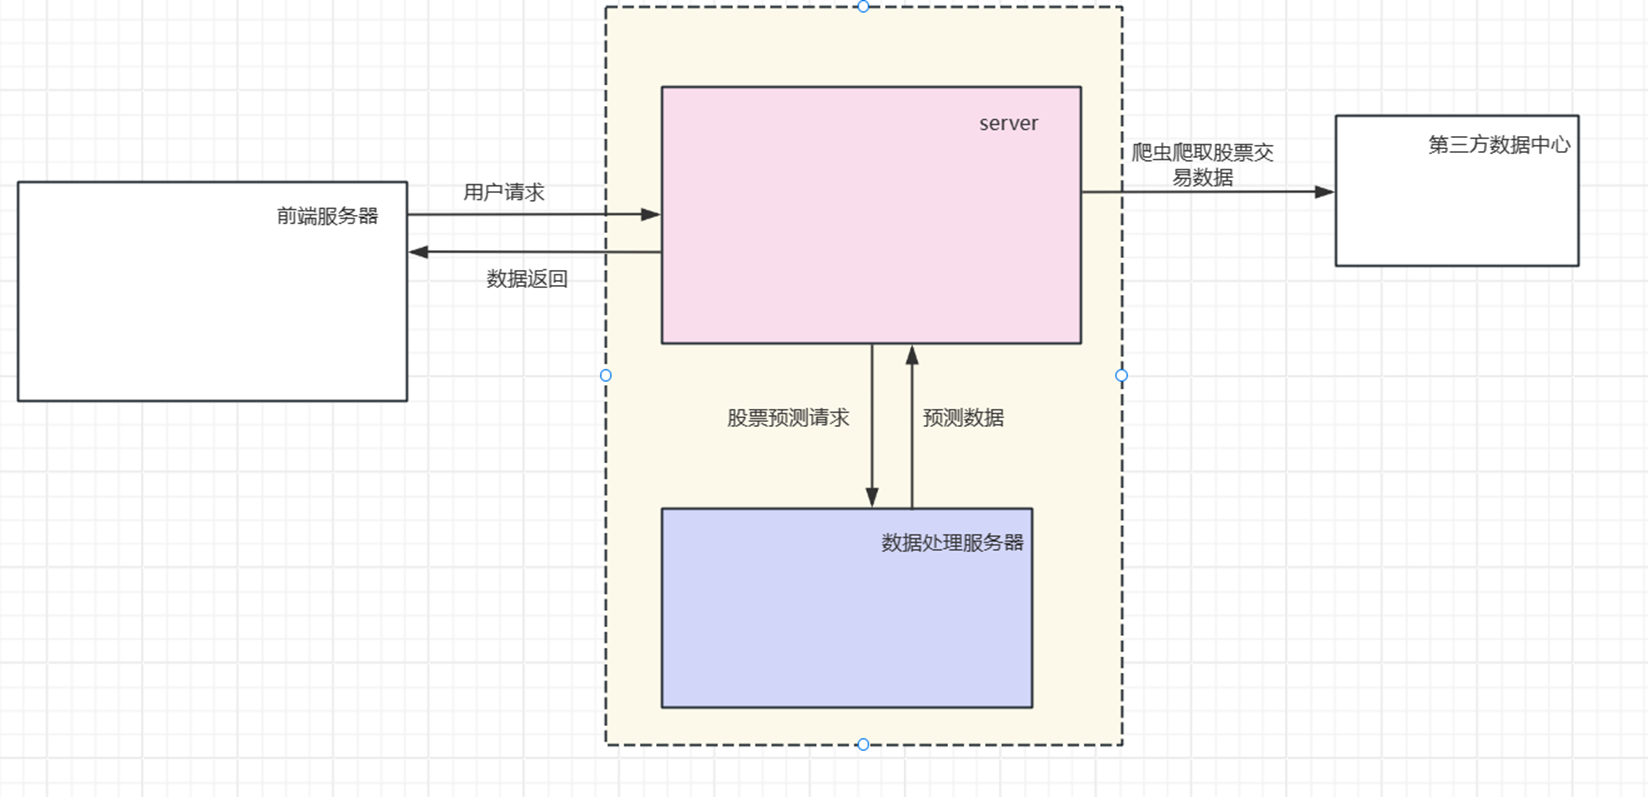 server
第三方数据中心
爬虫爬取股票交
易数据
用户请求
前端服务器
数据返回
股票预测请求
预测数据
数据处理服务器